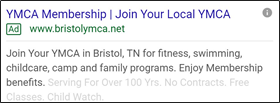 YMCA Membership | Join Your Local YMCA
Ad www.bristolymca.net
Join Your YMCA in Bristol, TN for fitness, swimming,
childcare, camp and family programs. Enjoy Membership
benefits. Serving For Over 100 Yrs. No Contracts. Free
Classes. Child Watch.